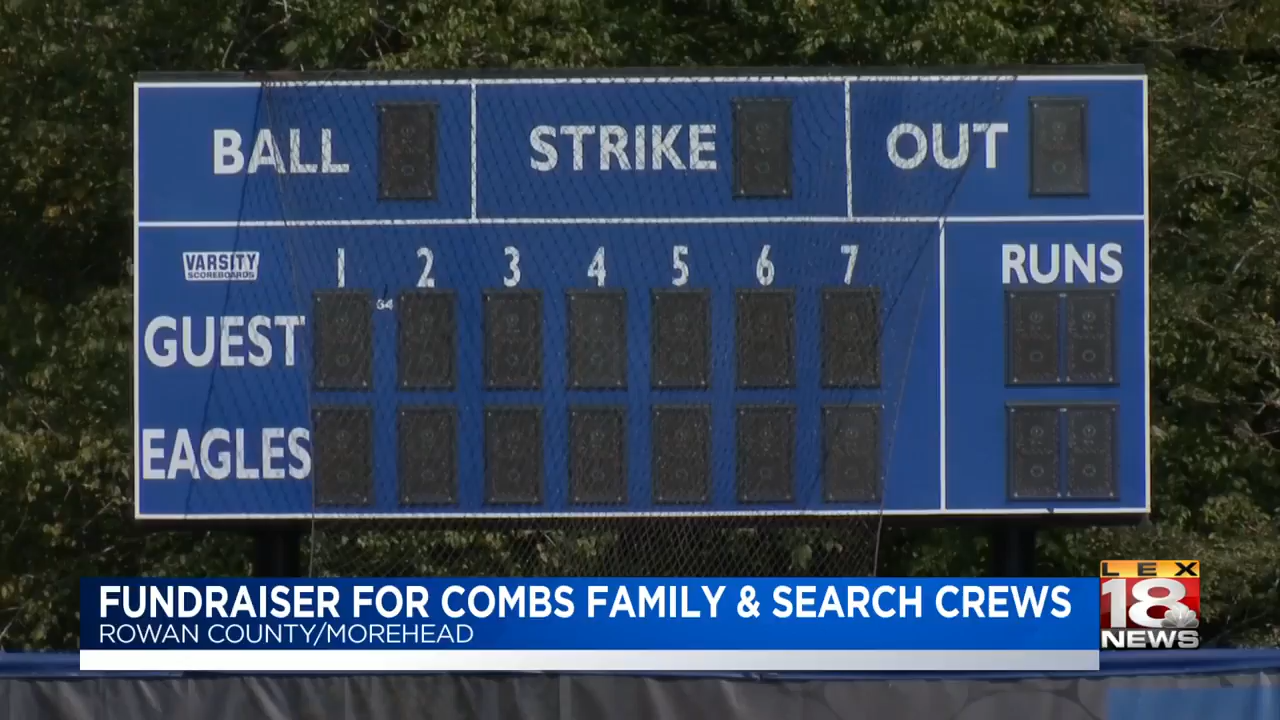 BALL STRIKE OUT
VARSITY
SCOREBOARDS
1 2 3 4 5 6 7 RUNS
G4
GUEST
EAGLES
FUNDRAISER FOR COMBS FAMILY & SEARCH CREWS
ROWAN COUNTY/MOREHEAD
LEX
18
NEWS